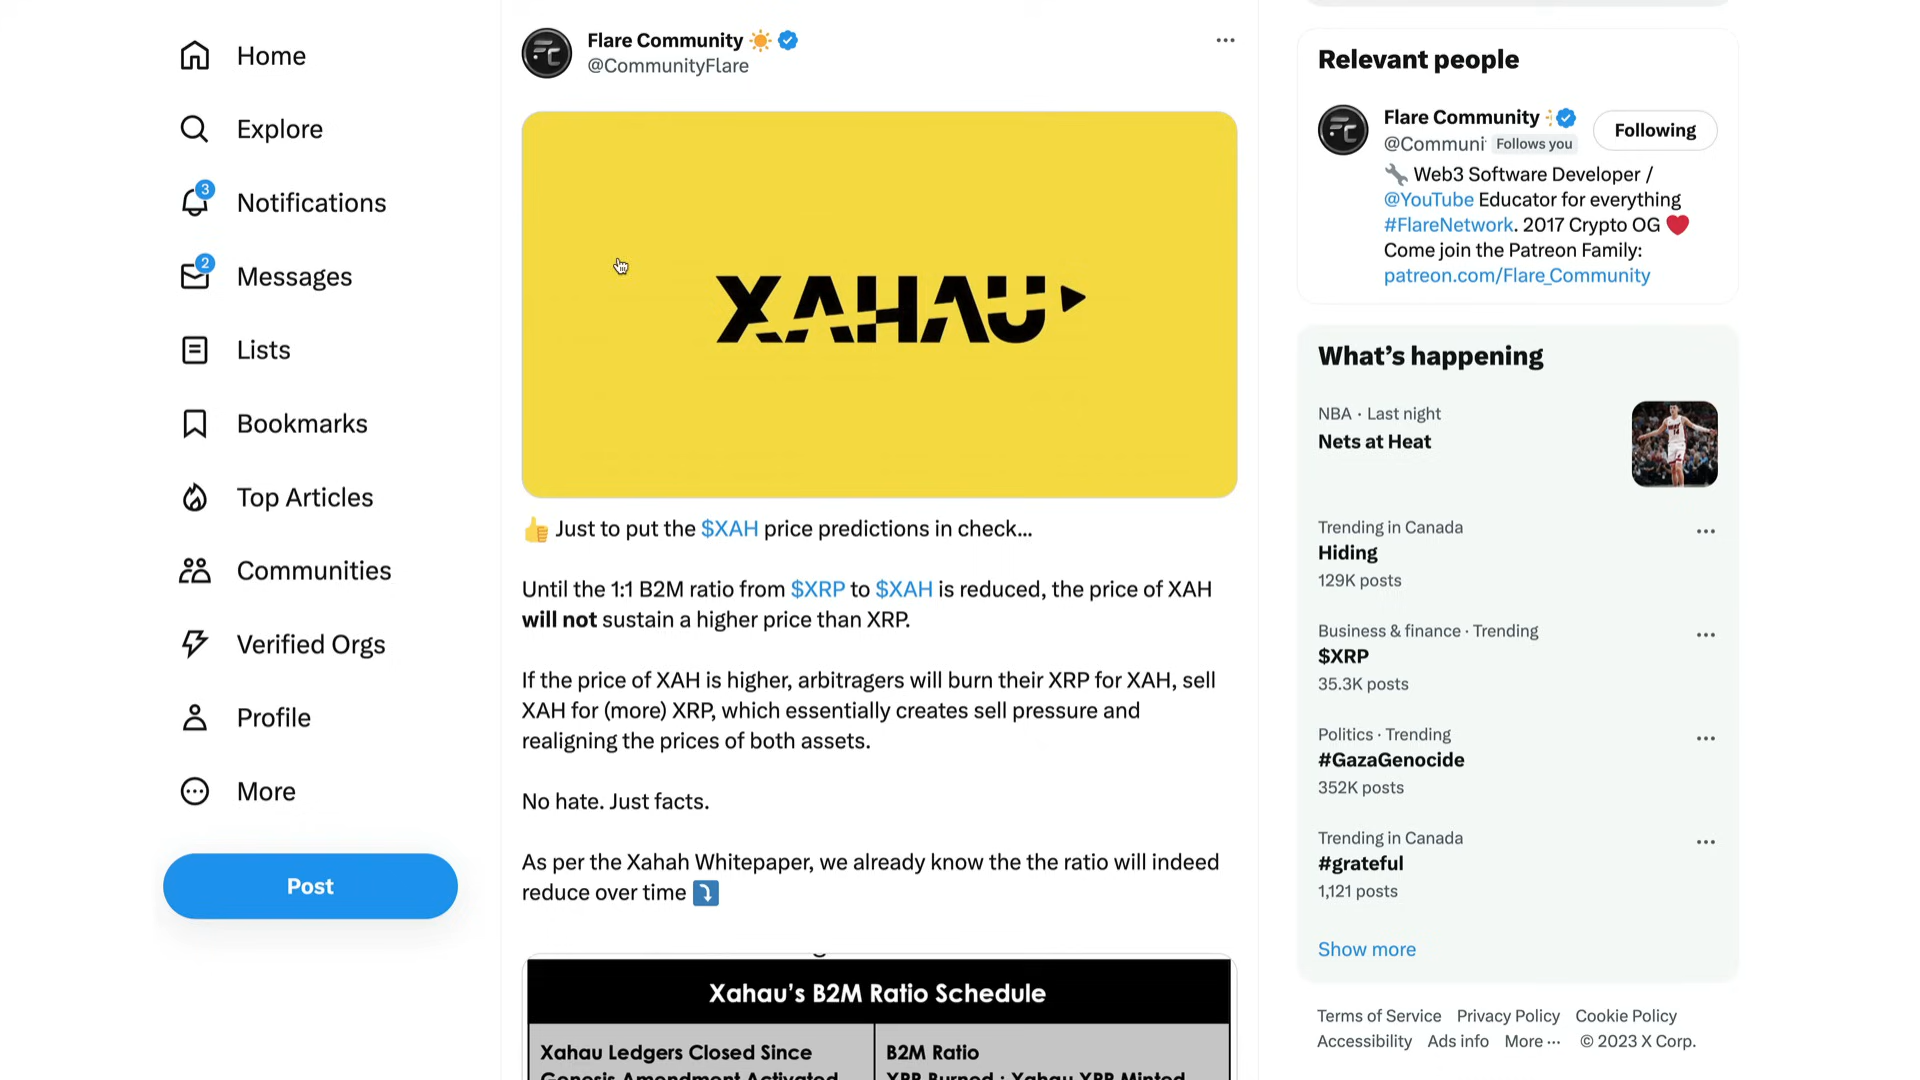 Home
Explore
3
Notifications
2
Messages
Lists
Bookmarks
Top Articles
Communities
Verified Orgs
Profile
More
Post
Flare Community
@CommunityFlare
XAHAU
👍 Just to put the $XAH price predictions in check...
Until the 1:1 B2M ratio from $XRP to $XAH is reduced, the price of XAH
will not sustain a higher price than XRP.
If the price of XAH is higher, arbitragers will burn their XRP for XAH, sell
XAH for (more) XRP, which essentially creates sell pressure and
realigning the prices of both assets.
No hate. Just facts.
As per the Xahah Whitepaper, we already know the the ratio will indeed
reduce over time
Xahau's B2M Ratio Schedule
Xahau Ledgers Closed Since
Genesis Amendment Activated
B2M Ratio
XRP Burned : Xahau XRP Minted
Relevant people
Flare Community
Following
@Communi Follows you
Web3 Software Developer /
@YouTube Educator for everything
#FlareNetwork. 2017 Crypto OG ❤️
Come join the Patreon Family:
patreon.com/Flare_Community
What's happening
NBA · Last night
Nets at Heat
Trending in Canada
Hiding
129K posts
Business & finance · Trending
$XRP
35.3K posts
Politics · Trending
#GazaGenocide
352K posts
Trending in Canada
#grateful
1,121 posts
Show more
Terms of Service Privacy Policy Cookie Policy
Accessibility Ads info More ··· © 2023 X Corp.